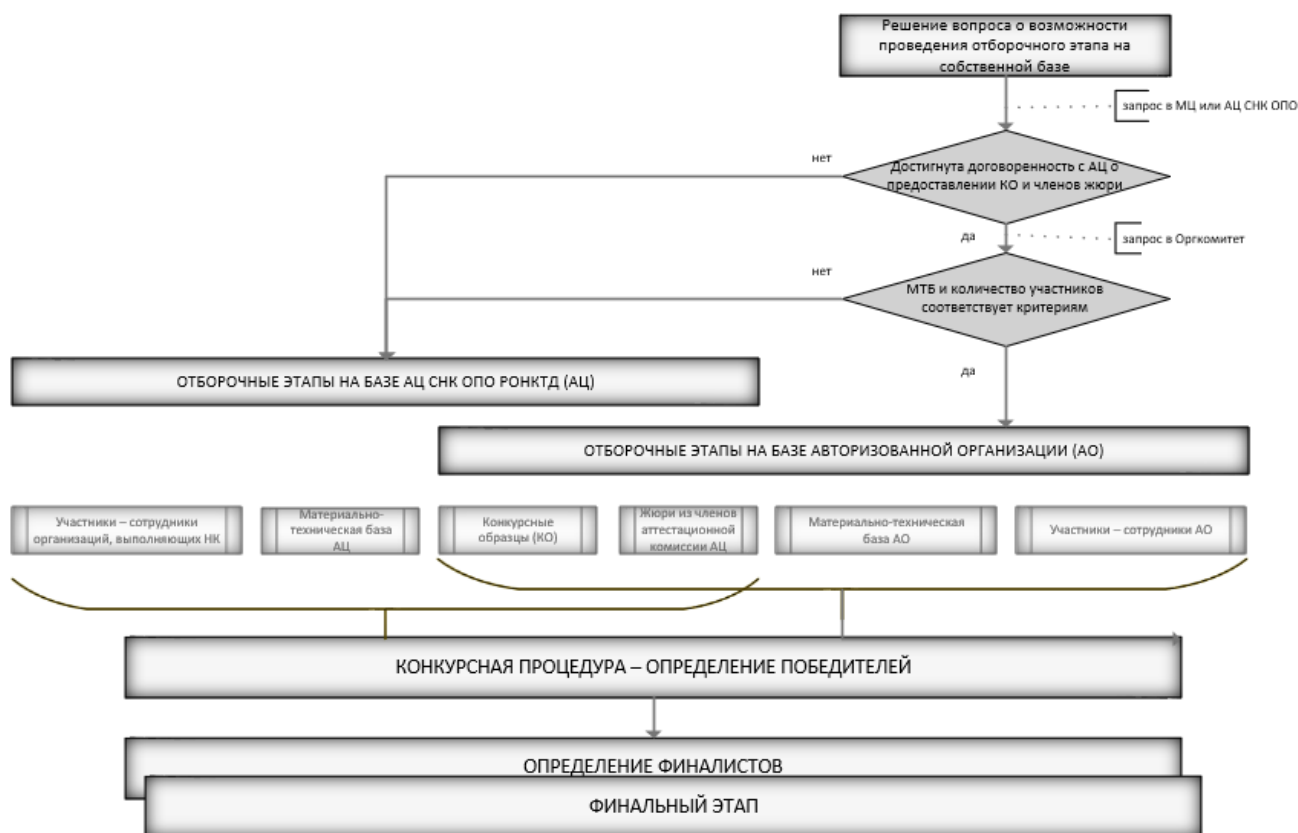 Решение вопроса о возможности
проведения отборочного этапа на
собственной базе
запрос в МЦ или АЦ СНК ОПО
нет
Достигнута договоренность с АЦ о
предоставлении КО и членов жюри
да
запрос в Оргкомитет
нет
МТБ и количество участников
соответствует критериям
да
ОТБОРОЧНЫЕ ЭТАПЫ НА БАЗЕ АЦ СНК ОПО РОНКТД (АЦ)
ОТБОРОЧНЫЕ ЭТАПЫ НА БАЗЕ АВТОРИЗОВАННОЙ ОРГАНИЗАЦИИ (АО)
Участники – сотрудники
организаций, выполняющих НК
Материально-
техническая база
АЦ
Конкурсные
образцы (КО)
Жюри из членов
аттестационной
комиссии АЦ
Материально-техническая
база АО
Участники – сотрудники АО
КОНКУРСНАЯ ПРОЦЕДУРА – ОПРЕДЕЛЕНИЕ ПОБЕДИТЕЛЕЙ
ОПРЕДЕЛЕНИЕ ФИНАЛИСТОВ
ФИНАЛЬНЫЙ ЭТАП